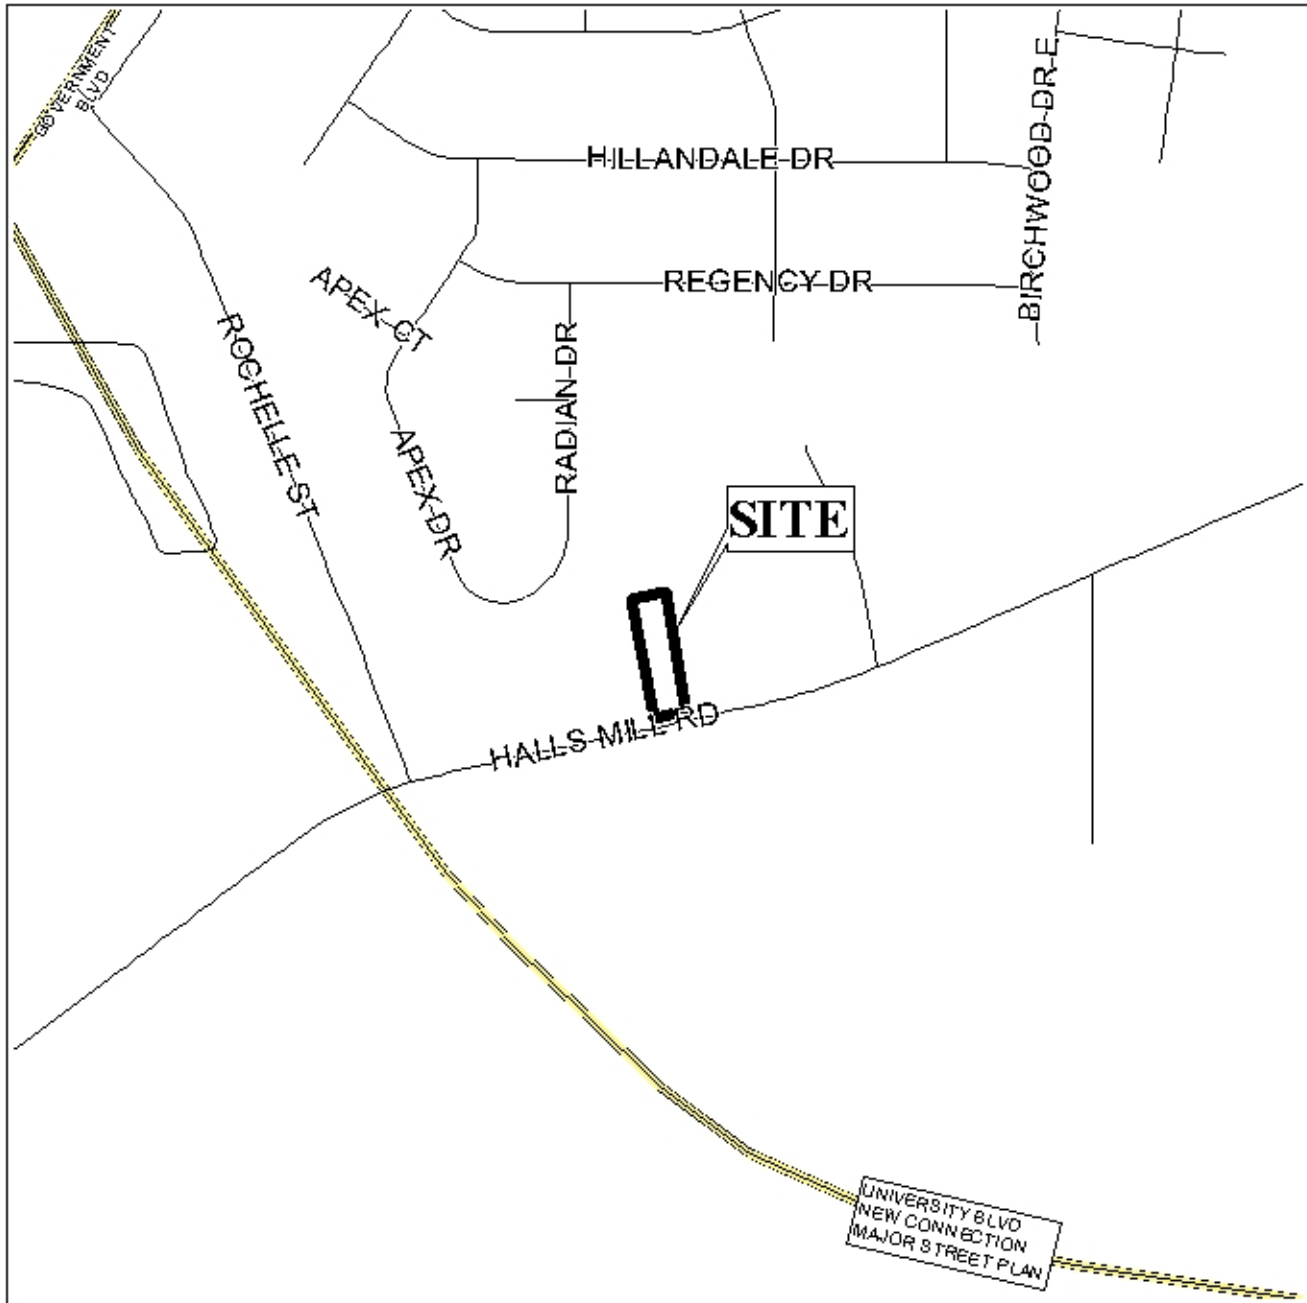 GOVERNMENT
BLVD
HILLANDALE DR
BIRCHWOOD DR E
REGENCY DR
APEX CT
ROCHELLE ST
RADIAN DR
APEX DR
SITE
HALLS MILL RD
UNIVERSITY BLVD
NEW CONNECTION
MAJOR STREET PLAN